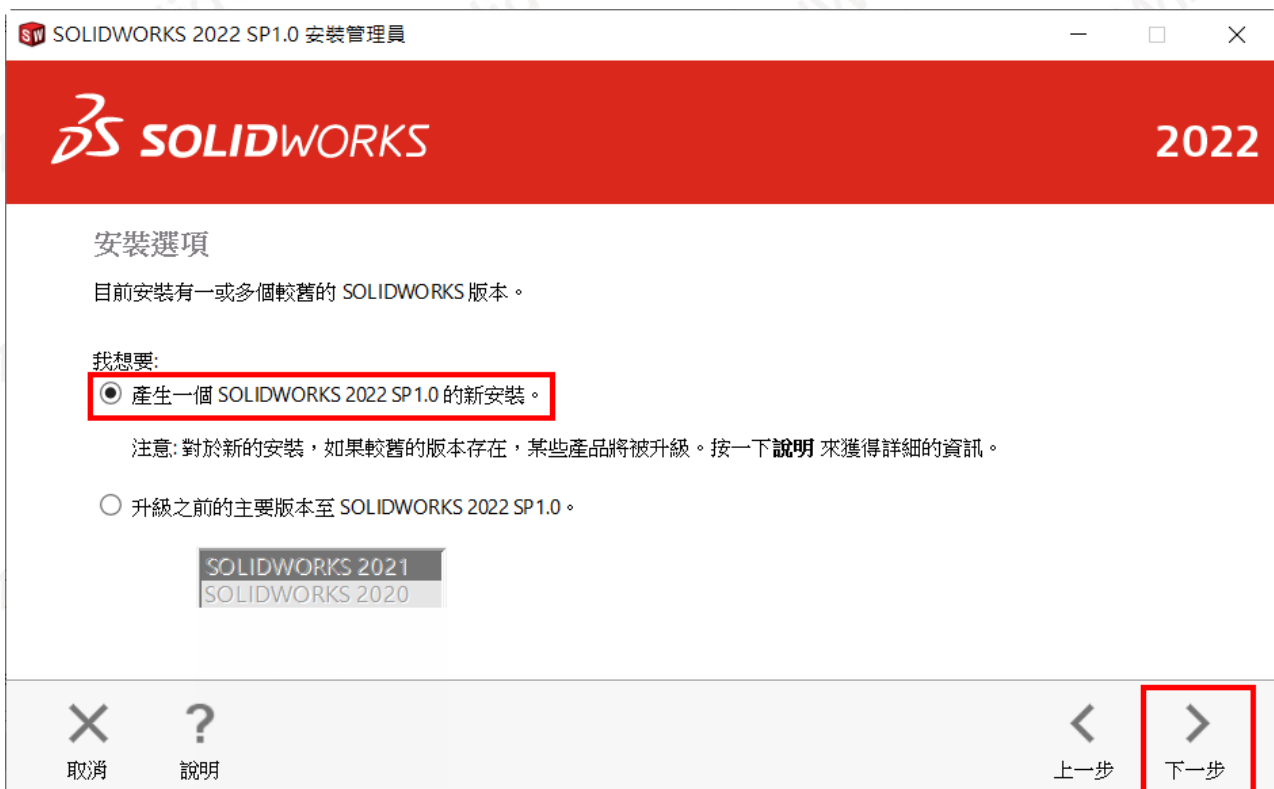 SOLIDWORKS 2022 SP1.0 安裝管理員
SOLIDWORKS
2022
安裝選項
目前安裝有一或多個較舊的 SOLIDWORKS 版本。
我想要:
產生一個 SOLIDWORKS 2022 SP1.0 的新安裝。
注意: 對於新的安裝，如果較舊的版本存在，某些產品將被升級。按一下說明 來獲得詳細的資訊。
升級之前的主要版本至 SOLIDWORKS 2022 SP1.0。
SOLIDWORKS 2021
SOLIDWORKS 2020
取消
說明
上一步
下一步